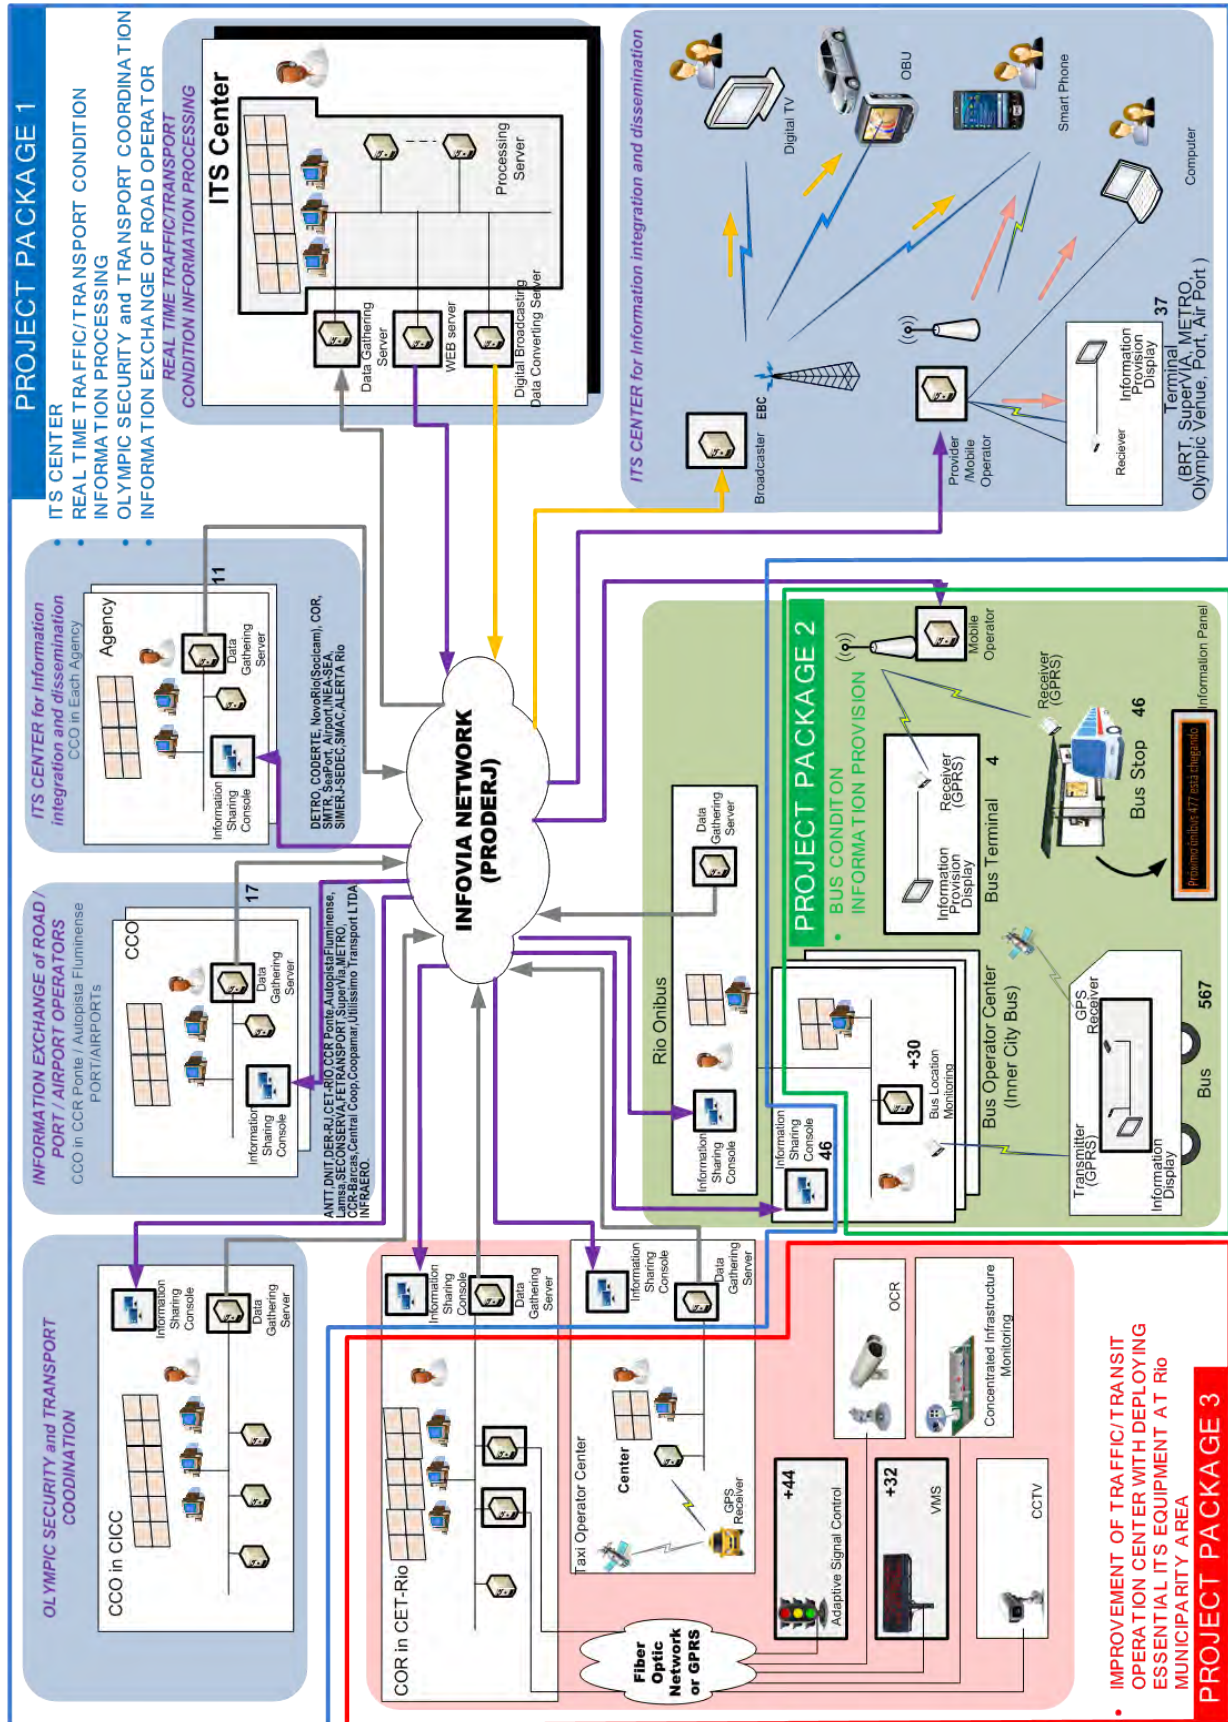 PROJECT PACKAGE 1
ITS CENTER
REAL TIME TRAFFIC/TRANSPORT CONDITION
INFORMATION PROCESSING
OLYMPIC SECURITY and TRANSPORT COORDINATION
INFORMATION EXCHANGE OF ROAD OPERATOR
OLYMPIC SECURITY and TRANSPORT
COODINATION
CCO in CICC
Information
Sharing
Console
Data
Gathering
Server
INFORMATION EXCHANGE of ROAD /
PORT / AIRPORT OPERATORS
CCO in CCR Ponte / Autopista Fluminense
PORT/AIRPORTs
CCO
17
Information
Sharing
Console
Data
Gathering
Server
ANTT,DNIT,DER-RJ,CET-RIO,CCR Ponte,AutopistaFluminense,
Lamsa,SECONSERVA,FETRANSPORT,SuperVia,METRO,
CCR-Barcas,Central Coop,Coopamar,Utilissimo Transport LTDA,
INFRAERO.
ITS CENTER for Information
integration and dissemination
CCO in Each Agency
Agency
11
Information
Sharing
Console
Data
Gathering
Server
DETRO, CODERTE, NovoRio(Socicam), COR,
SMTR, SeaPort, Airport,INEA-SEA,
SIMERJ-SEDEC,SMAC,ALERTA Rio
REAL TIME TRAFFIC/TRANSPORT
CONDITION INFORMATION PROCESSING
ITS Center
Processing
Server
Data Gathering
Server
WEB server
Digital Broadcasting
Data Converting Server
INFOVIA NETWORK
(PRODERJ)
ITS CENTER for Information integration and dissemination
Digital TV
OBU
Smart Phone
Computer
EBC
Broadcaster
Provider
/Mobile
Operator
Reciever
Information
Provision
Display
37
Terminal
(BRT, SuperVIA, METRO,
Olympic Venue, Port, Air Port )
COR in CET-Rio
Information
Sharing
Console
Data
Gathering
Server
Taxi Operator Center
Center
GPS
Receiver
Information
Sharing
Console
Data
Gathering
Server
Fiber
Optic
Network
or GPRS
+44
Adaptive Signal Control
+32
VMS
CCTV
OCR
Concentrated Infrastructure
Monitoring
Rio Onibus
Information
Sharing
Console
Data
Gathering
Server
Information
Sharing
Console
46
+30
Bus Location
Monitoring
Bus Operator Center
(Inner City Bus)
Transmitter
(GPRS)
GPS
Receiver
Information
Display
Bus
567
PROJECT PACKAGE 2
BUS CONDITON
INFORMATION PROVISION
Information
Provision
Display
Receiver
(GPRS)
Bus Terminal
4
Mobile
Operator
Receiver
(GPRS)
Bus Stop
46
Próximo ônibus 477 está chegando
Information Panel
IMPROVEMENT OF TRAFFIC/TRANSIT
OPERATION CENTER WITH DEPLOYING
ESSENTIAL ITS EQUIPMENT AT Rio
MUNICIPARITY AREA
PROJECT PACKAGE 3